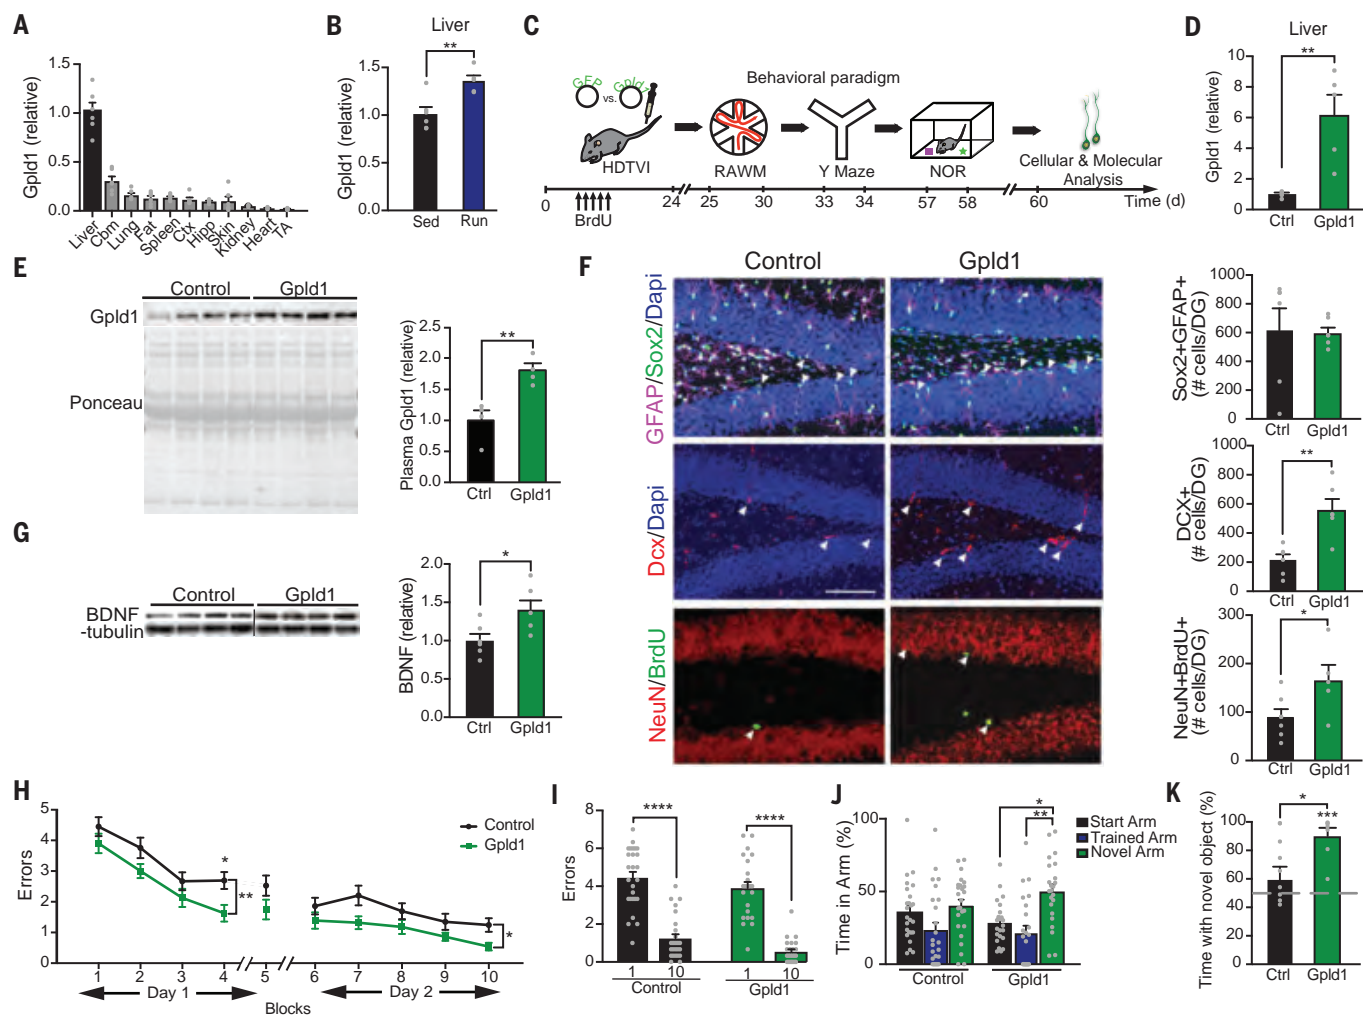 A
Gpld1 (relative)
1.5
1.0
0.5
0.0
Liver
Cbm
Lung
Fat
Spleen
Ctx
Hipp
Skin
Kidney
Heart
TA
B
Liver
**
Gpld1 (relative)
1.5
1.0
0.5
0.0
Sed
Run
C
Behavioral paradigm
GFP
vs.
Gpld1
HDTVI
RAWM
Y Maze
NOR
Cellular & Molecular
Analysis
0
BrdU
24
25
30
33
34
57
58
60
Time (d)
D
Liver
**
Gpld1 (relative)
10
8
6
4
2
0
Ctrl
Gpld1
E
Control
Gpld1
Gpld1
Ponceau
**
Plasma Gpld1 (relative)
2.5
2.0
1.5
1.0
0.5
0.0
Ctrl
Gpld1
F
Control
Gpld1
GFAP/Sox2/Dapi
Dcx/Dapi
NeuN/BrdU
Sox2+GFAP+
(# cells/DG)
1000
800
600
400
200
0
Ctrl
Gpld1
**
DCX+
(# cells/DG)
1000
800
600
400
200
0
Ctrl
Gpld1
*
NeuN+BrdU+
(# cells/DG)
300
200
100
0
Ctrl
Gpld1
G
Control
Gpld1
BDNF
-tubulin
*
BDNF (relative)
2.0
1.5
1.0
0.5
0.0
Ctrl
Gpld1
H
Errors
5
4
3
2
1
0
Control
Gpld1
*
**
*
1
2
3
4
5
6
7
8
9
10
Day 1
Day 2
Blocks
I
Errors
8
6
4
2
0
****
****
1
10
1
10
Control
Gpld1
J
Time in Arm (%)
100
50
0
*
**
Start Arm
Trained Arm
Novel Arm
Control
Gpld1
K
Time with novel object (%)
100
80
60
40
20
0
*
***
Ctrl
Gpld1